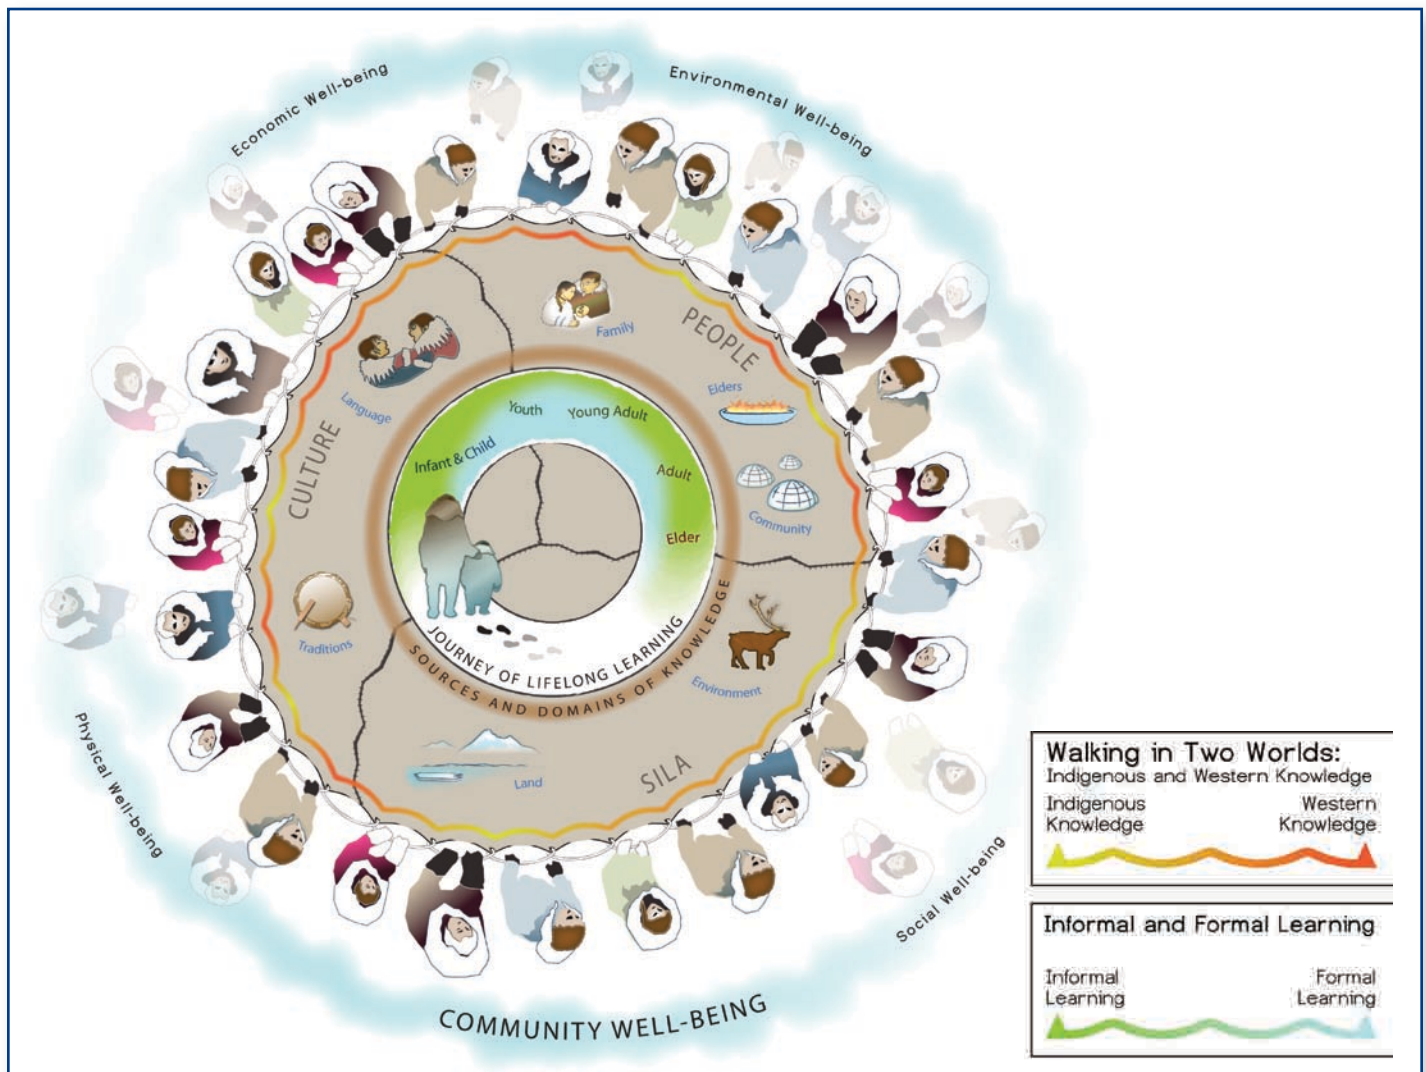 Economic Well-being
Environmental Well-being
PEOPLE
Family
Elders
Community
CULTURE
Language
Traditions
Youth
Young Adult
Infant & Child
Adult
Elder
JOURNEY OF LIFELONG LEARNING
SOURCES AND DOMAINS OF KNOWLEDGE
Environment
Land
SILA
Physical Well-being
Social Well-being
COMMUNITY WELL-BEING
Walking in Two Worlds:
Indigenous and Western Knowledge
Indigenous Knowledge
Western Knowledge
Informal and Formal Learning
Informal Learning
Formal Learning